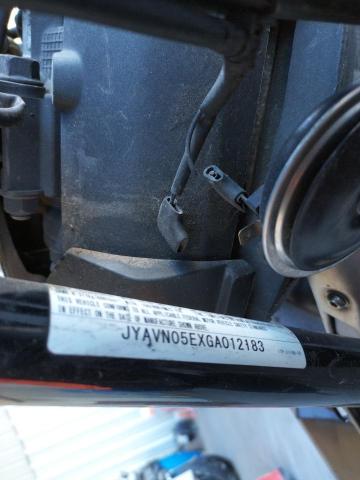 THIS VEHICLE CONFORMS TO ALL APPLICABLE FEDERAL MOTOR VEHICLE SAFETY STANDARDS
IN EFFECT ON THE DATE OF MANUFACTURE SHOWN ABOVE.
JYAVN05EXGA012183